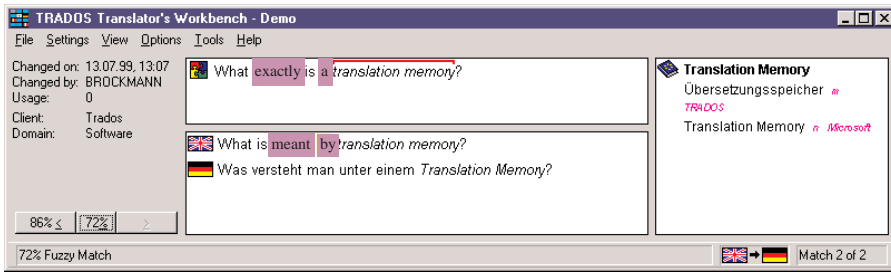 TRADOS Translator's Workbench - Demo
File Settings View Options Tools Help
Changed on: 13.07.99, 13:07
Changed by: BROCKMANN
Usage: 0
Client: Trados
Domain: Software
86% < 72% >
What exactly is a translation memory?
What is meant by translation memory?
Was versteht man unter einem Translation Memory?
Translation Memory
Übersetzungsspeicher m
TRADOS
Translation Memory n Microsoft
72% Fuzzy Match
Match 2 of 2